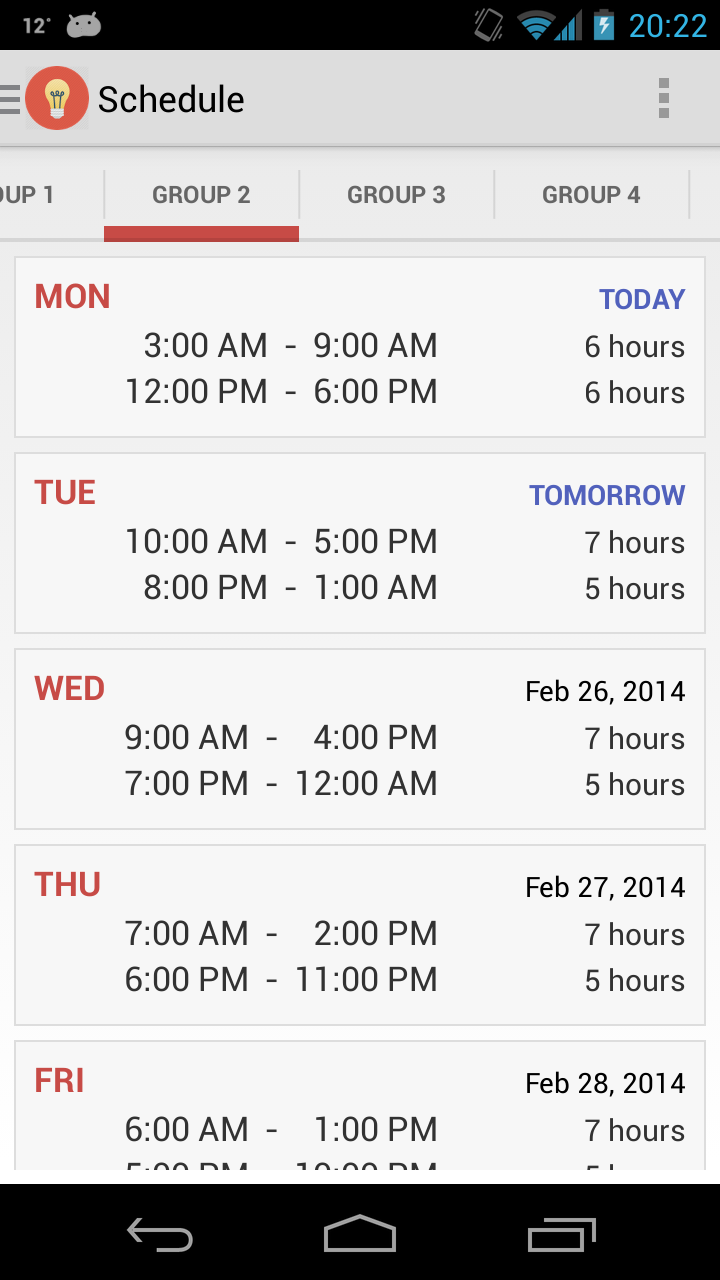 12°
20:22
Schedule
OUP 1
GROUP 2
GROUP 3
GROUP 4
MON
TODAY
3:00 AM - 9:00 AM 6 hours
12:00 PM - 6:00 PM 6 hours
TUE
TOMORROW
10:00 AM - 5:00 PM 7 hours
8:00 PM - 1:00 AM 5 hours
WED
Feb 26, 2014
9:00 AM - 4:00 PM 7 hours
7:00 PM - 12:00 AM 5 hours
THU
Feb 27, 2014
7:00 AM - 2:00 PM 7 hours
6:00 PM - 11:00 PM 5 hours
FRI
Feb 28, 2014
6:00 AM - 1:00 PM 7 hours